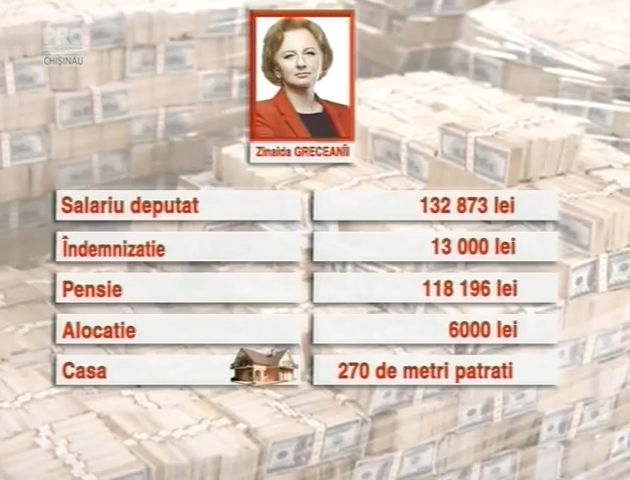 PRO
CHIȘINĂU
Zinaida GRECEANÎI
Salariu deputat 132 873 lei
Îndemnizatie 13 000 lei
Pensie 118 196 lei
Alocatie 6000 lei
Casa 270 de metri patrati